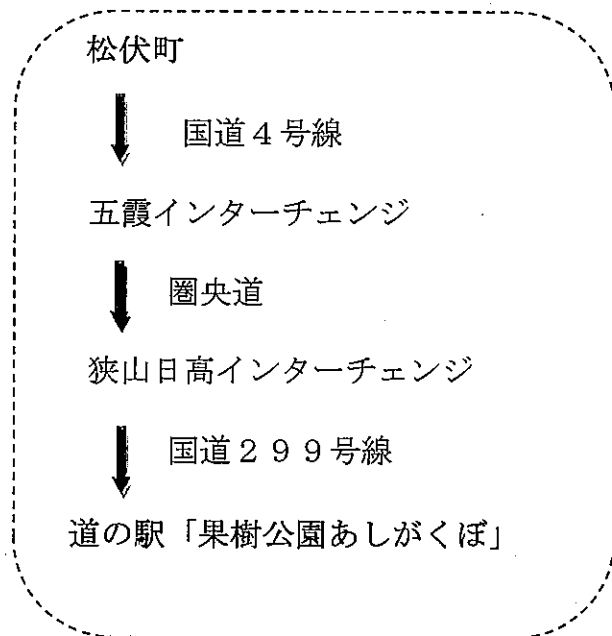 松伏町
国道４号線
五霞インターチェンジ
圏央道
狭山日高インターチェンジ
国道２９９号線
道の駅「果樹公園あしがくぼ」